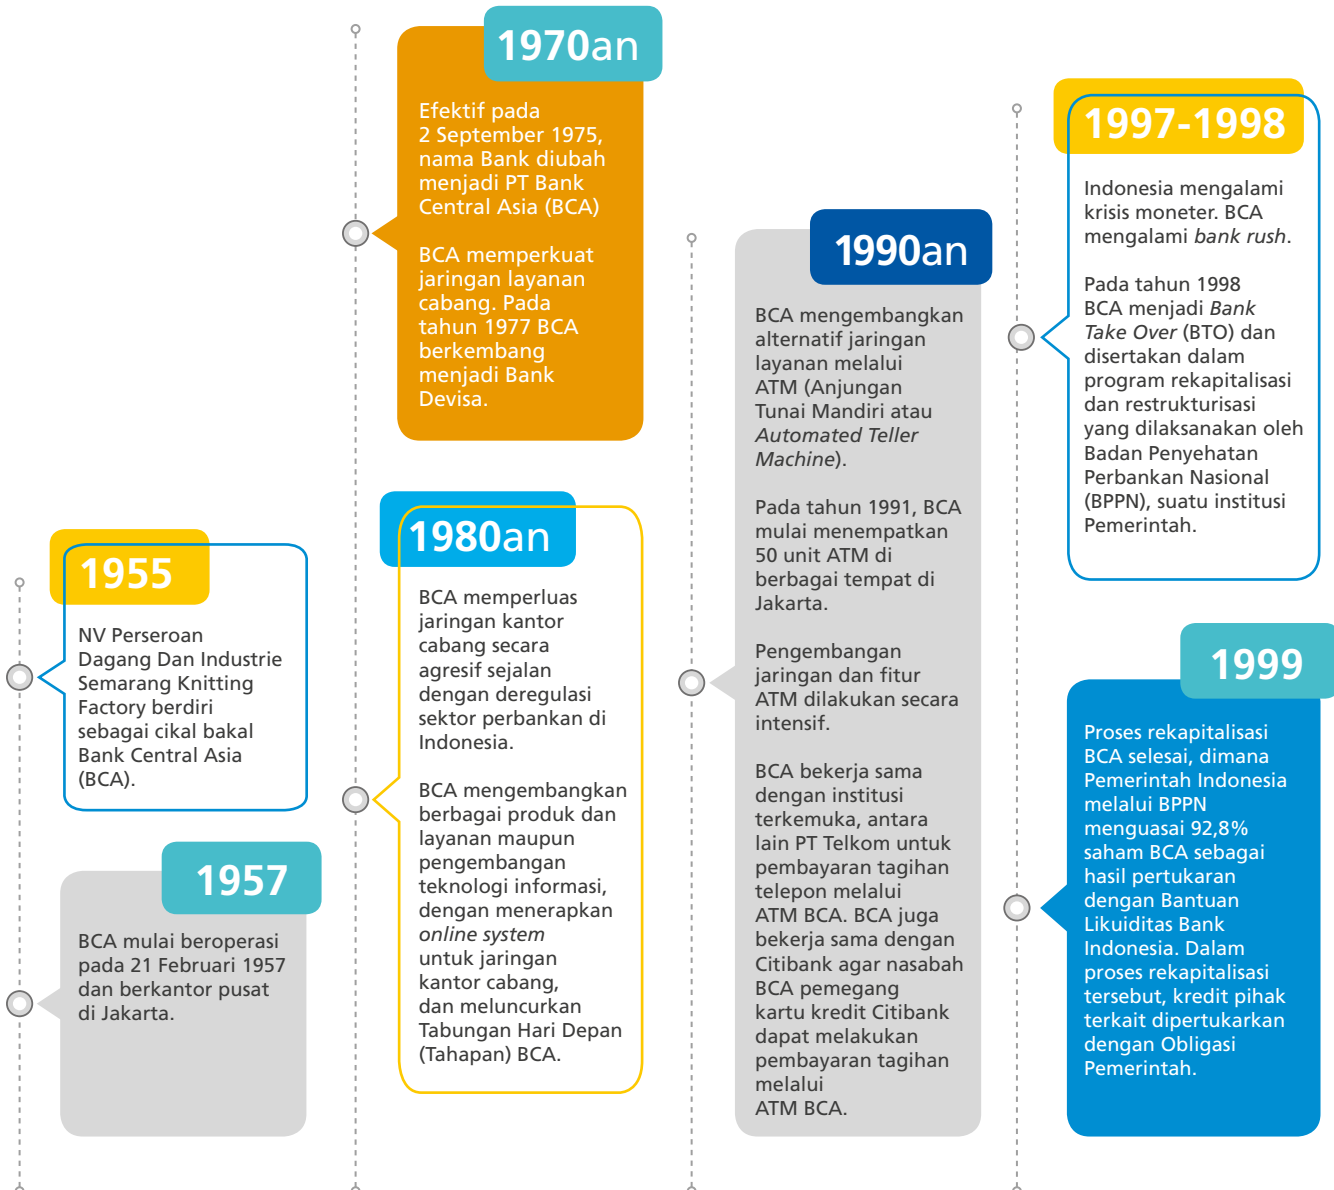 1955
NV Perseroan
Dagang Dan Industrie
Semarang Knitting
Factory berdiri
sebagai cikal bakal
Bank Central Asia
(BCA).
1957
BCA mulai beroperasi
pada 21 Februari 1957
dan berkantor pusat
di Jakarta.
1970an
Efektif pada
2 September 1975,
nama Bank diubah
menjadi PT Bank
Central Asia (BCA)
BCA memperkuat
jaringan layanan
cabang. Pada
tahun 1977 BCA
berkembang
menjadi Bank
Devisa.
1980an
BCA memperluas
jaringan kantor
cabang secara
agresif sejalan
dengan deregulasi
sektor perbankan di
Indonesia.
BCA mengembangkan
berbagai produk dan
layanan maupun
pengembangan
teknologi informasi,
dengan menerapkan
online system
untuk jaringan
kantor cabang,
dan meluncurkan
Tabungan Hari Depan
(Tahapan) BCA.
1990an
BCA mengembangkan
alternatif jaringan
layanan melalui
ATM (Anjungan
Tunai Mandiri atau
Automated Teller
Machine).
Pada tahun 1991, BCA
mulai menempatkan
50 unit ATM di
berbagai tempat di
Jakarta.
Pengembangan
jaringan dan fitur
ATM dilakukan secara
intensif.
BCA bekerja sama
dengan institusi
terkemuka, antara
lain PT Telkom untuk
pembayaran tagihan
telepon melalui
ATM BCA. BCA juga
bekerja sama dengan
Citibank agar nasabah
BCA pemegang
kartu kredit Citibank
dapat melakukan
pembayaran tagihan
melalui
ATM BCA.
1997-1998
Indonesia mengalami
krisis moneter. BCA
mengalami bank rush.
Pada tahun 1998
BCA menjadi Bank
Take Over (BTO) dan
disertakan dalam
program rekapitalisasi
dan restrukturisasi
yang dilaksanakan oleh
Badan Penyehatan
Perbankan Nasional
(BPPN), suatu institusi
Pemerintah.
1999
Proses rekapitalisasi
BCA selesai, dimana
Pemerintah Indonesia
melalui BPPN
menguasai 92,8%
saham BCA sebagai
hasil pertukaran
dengan Bantuan
Likuiditas Bank
Indonesia. Dalam
proses rekapitalisasi
tersebut, kredit pihak
terkait dipertukarkan
dengan Obligasi
Pemerintah.